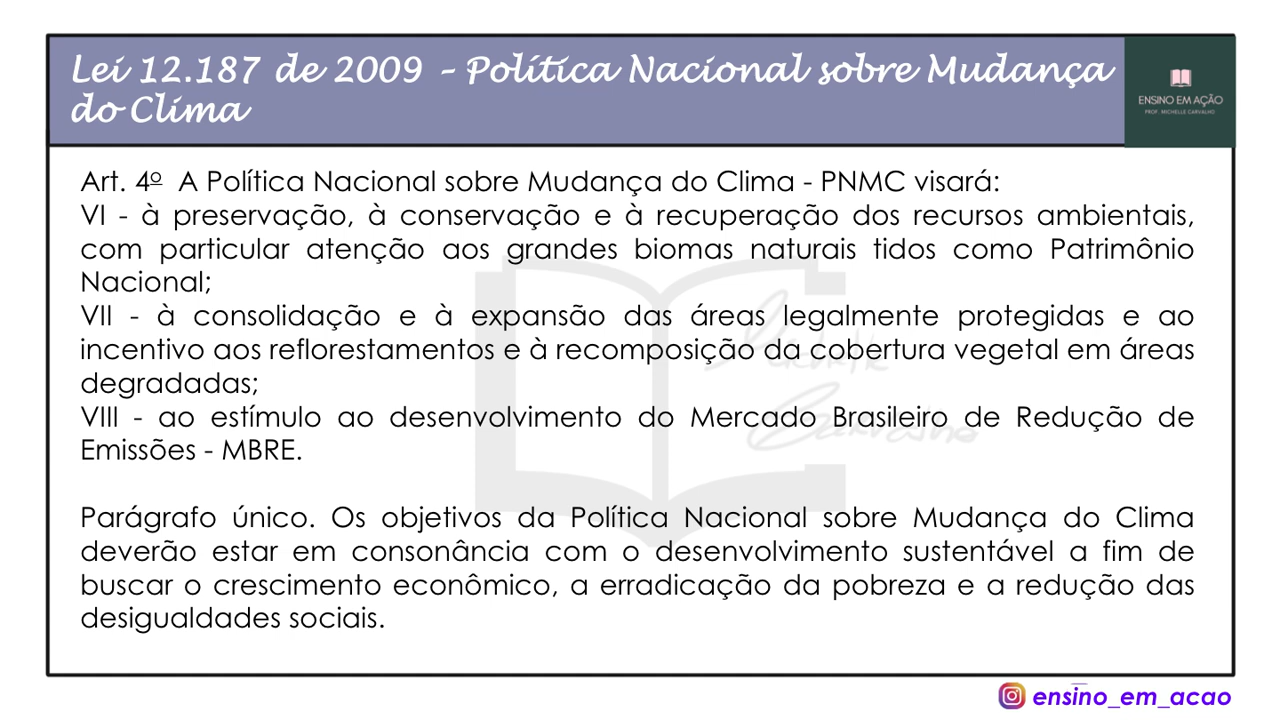 Lei 12.187 de 2009 – Política Nacional sobre Mudança
do Clima
ENSINO EM AÇÃO
PROF. MICHELLE CARVALHO
Art. 4º A Política Nacional sobre Mudança do Clima - PNMC visará:
VI - à preservação, à conservação e à recuperação dos recursos ambientais,
com particular atenção aos grandes biomas naturais tidos como Patrimônio
Nacional;
VII - à consolidação e à expansão das áreas legalmente protegidas e ao
incentivo aos reflorestamentos e à recomposição da cobertura vegetal em áreas
degradadas;
VIII - ao estímulo ao desenvolvimento do Mercado Brasileiro de Redução de
Emissões - MBRE.
Parágrafo único. Os objetivos da Política Nacional sobre Mudança do Clima
deverão estar em consonância com o desenvolvimento sustentável a fim de
buscar o crescimento econômico, a erradicação da pobreza e a redução das
desigualdades sociais.
ensino_em_acao